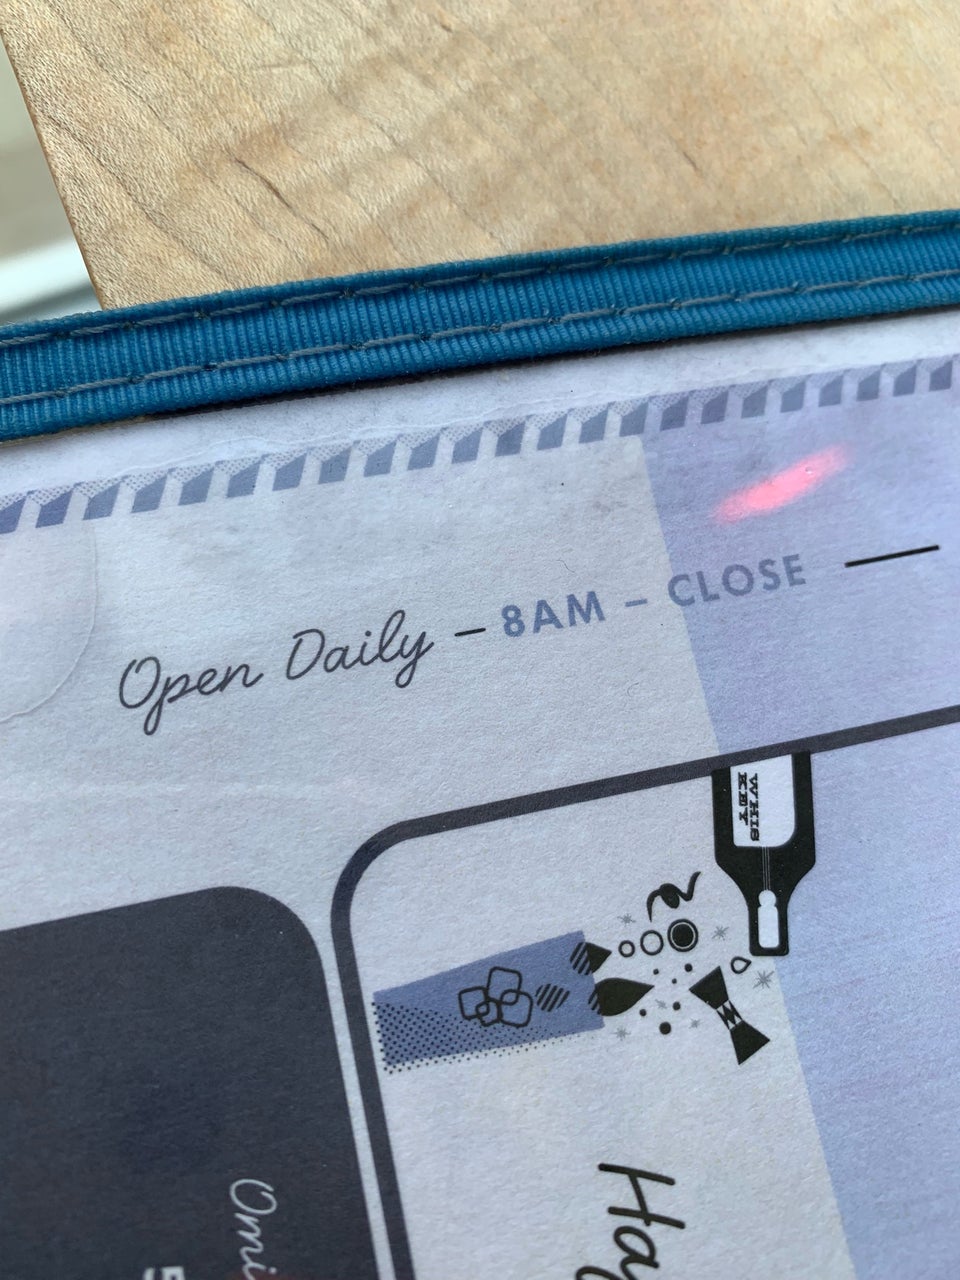 Open Daily – 8AM – CLOSE —
WHIS
KEY